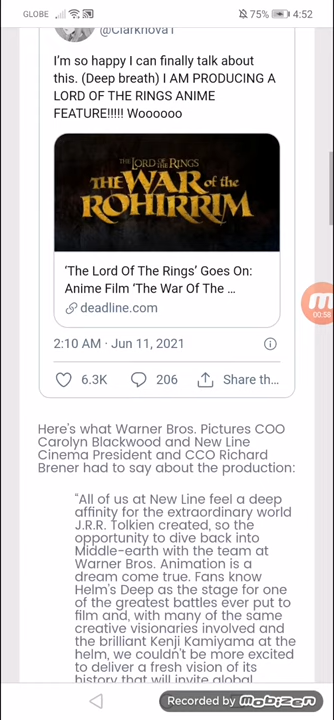 GLOBE 75% 4:52
@Clarknova1
I'm so happy I can finally talk about
this. (Deep breath) I AM PRODUCING A
LORD OF THE RINGS ANIME
FEATURE!!!!! Woooooo
THE LORD OF THE RINGS
THE WAR of the
ROHIRRIM
'The Lord Of The Rings' Goes On:
Anime Film 'The War Of The ...
deadline.com
00:58
2:10 AM · Jun 11, 2021
6.3K 206 Share th...
Here's what Warner Bros. Pictures COO
Carolyn Blackwood and New Line
Cinema President and CCO Richard
Brener had to say about the production:
"All of us at New Line feel a deep
affinity for the extraordinary world
J.R.R. Tolkien created, so the
opportunity to dive back into
Middle-earth with the team at
Warner Bros. Animation is a
dream come true. Fans know
Helm's Deep as the stage for one
of the greatest battles ever put to
film and, with many of the same
creative visionaries involved and
the brilliant Kenji Kamiyama at the
helm, we couldn't be more excited
to deliver a fresh vision of its
history that will invite global
Recorded by Mobizen